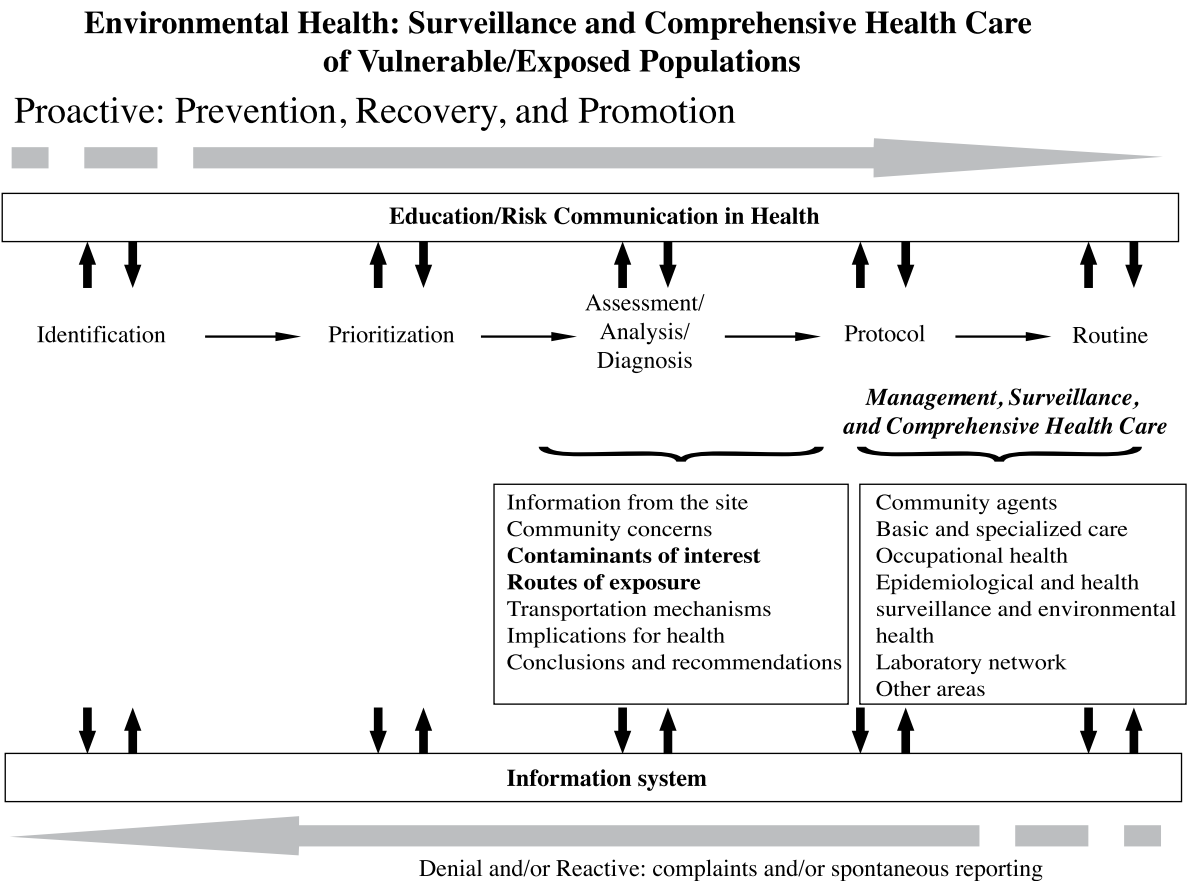 Environmental Health: Surveillance and Comprehensive Health Care
of Vulnerable/Exposed Populations
Proactive: Prevention, Recovery, and Promotion
Education/Risk Communication in Health
Identification
Prioritization
Assessment/
Analysis/
Diagnosis
Protocol
Routine
Management, Surveillance,
and Comprehensive Health Care
Information from the site
Community concerns
Contaminants of interest
Routes of exposure
Transportation mechanisms
Implications for health
Conclusions and recommendations
Community agents
Basic and specialized care
Occupational health
Epidemiological and health
surveillance and environmental
health
Laboratory network
Other areas
Information system
Denial and/or Reactive: complaints and/or spontaneous reporting